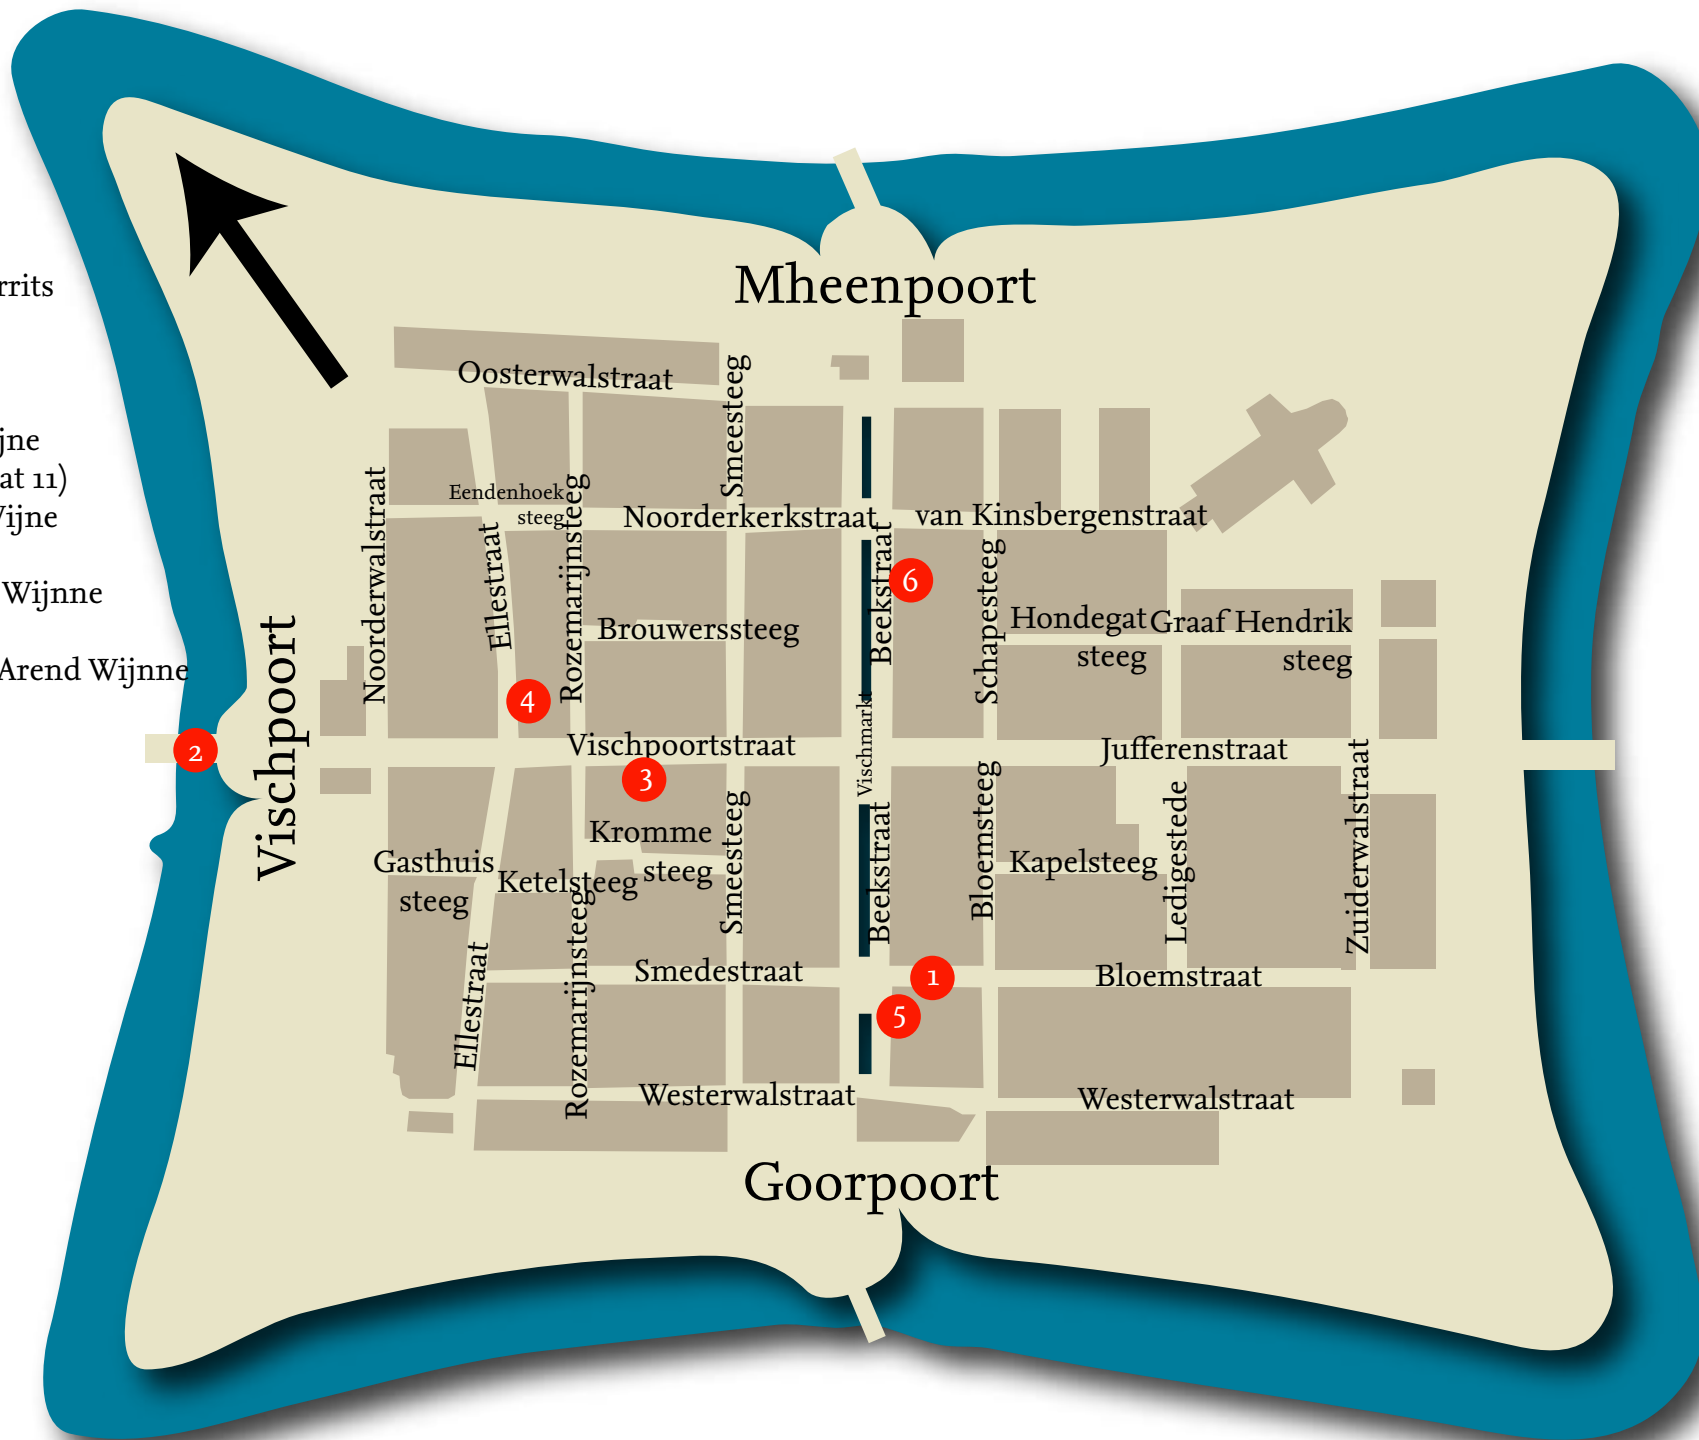 rrits
jne
at 11)
Vijne
Wijnne
Arend Wijnne
Mheenpoort
Oosterwalstraat
Smeesteeg
Noorderwalstraat
Eendenhoek
steeg
Ellestraat
Rozemarijnsteeg
Noorderkerkstraat
van Kinsbergenstraat
Beekstraat
6
Schapesteeg
Brouwerssteeg
Hondegat
steeg
Graaf Hendrik
steeg
Vischpoort
2
4
Vischpoortstraat
3
Vischmarkt
Jufferenstraat
Kromme
steeg
Gasthuis
steeg
Ketelsteeg
Smeesteeg
Beekstraat
Bloemsteeg
Kapelsteeg
Ledigestede
Zuiderwalstraat
Ellestraat
Rozemarijnsteeg
Smedestraat
1
5
Bloemstraat
Westerwalstraat
Westerwalstraat
Goorpoort